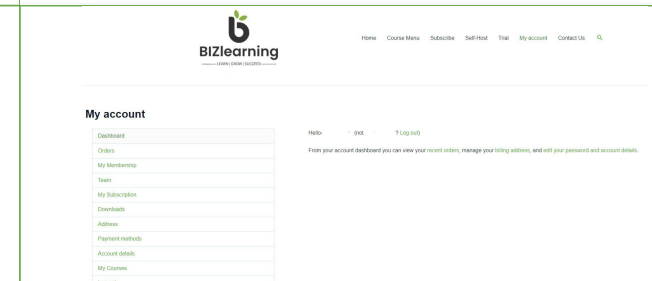 BIZlearning
LEARN | GROW | SUCCEED
Home Course Menu Subscribe Self-Host Trial My account Contact Us
My account
Dashboard
Orders
My Membership
Team
My Subscription
Downloads
Address
Payment methods
Account details
My Courses
Hello (not ? Log out)
From your account dashboard you can view your recent orders, manage your billing address, and edit your password and account details.